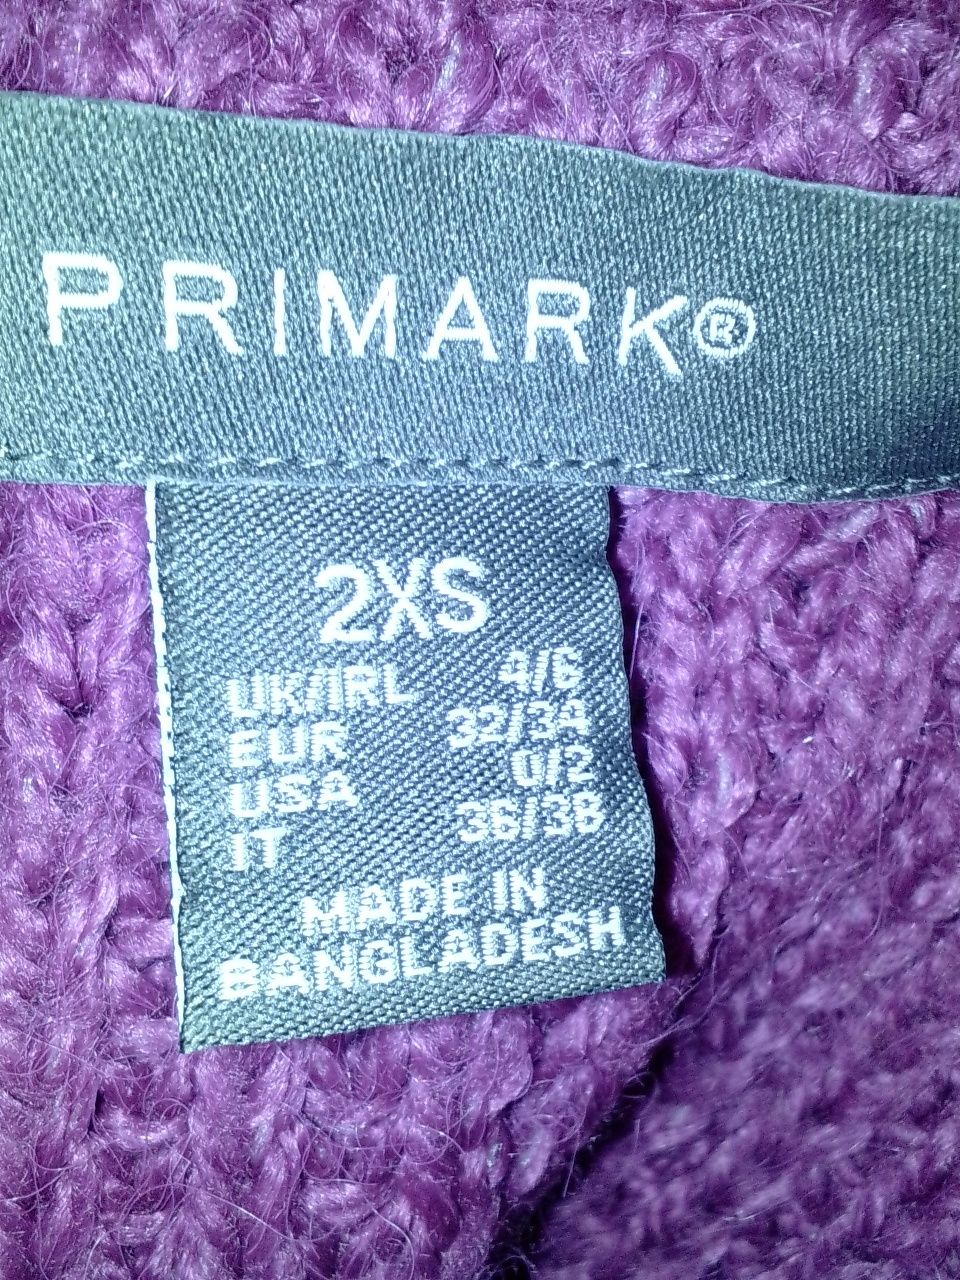 PRIMARK®
2XS
UK/IRL 4/6
EUR 32/34
USA 0/2
IT 36/38
MADE IN
BANGLADESH